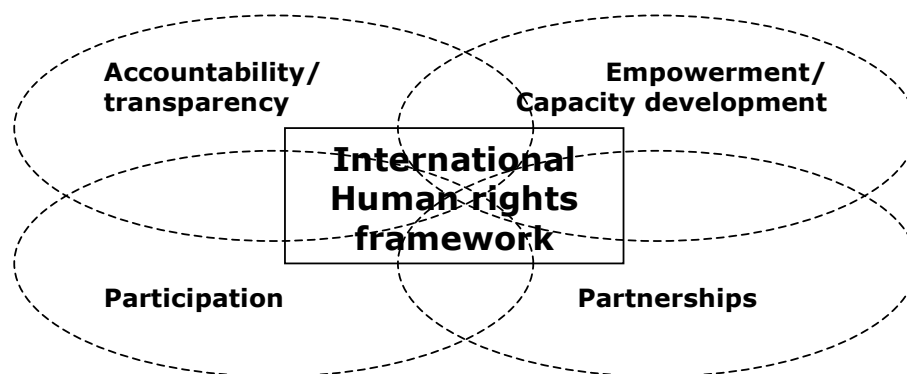 Accountability/
transparency
Empowerment/
Capacity development
International
Human rights
framework
Participation
Partnerships